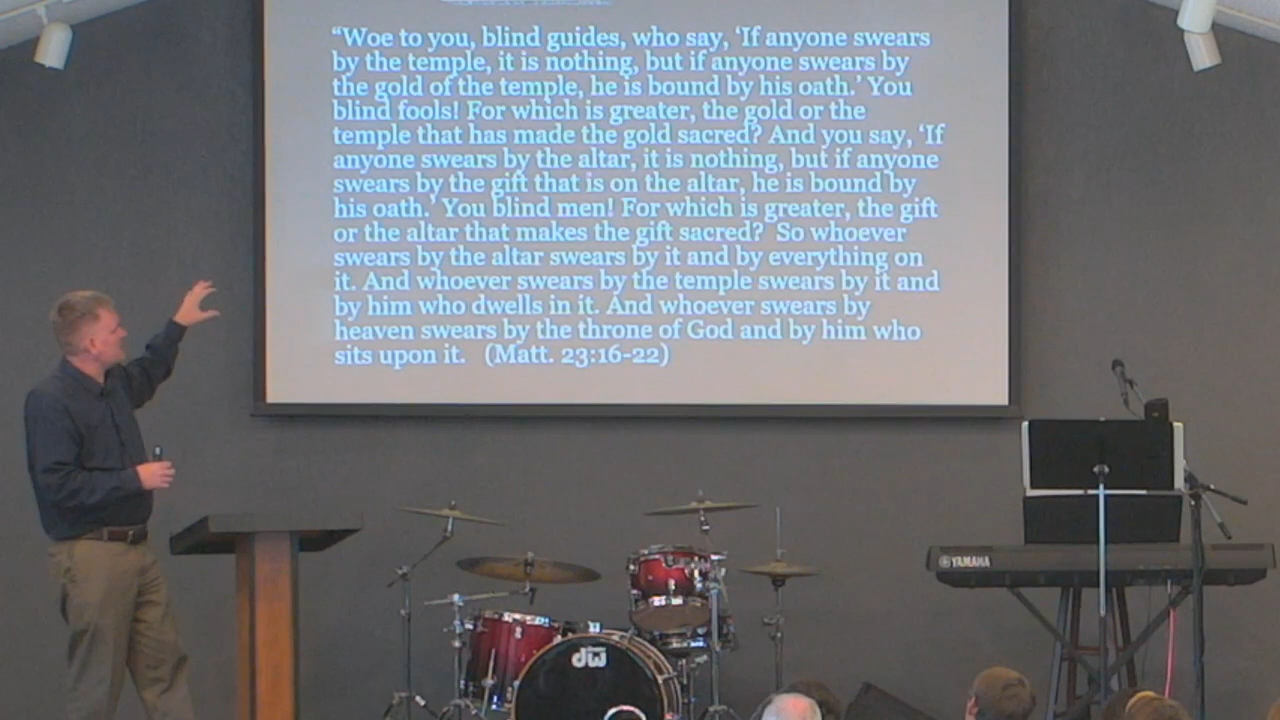 “Woe to you, blind guides, who say, ‘If anyone swears
by the temple, it is nothing, but if anyone swears by
the gold of the temple, he is bound by his oath.’ You
blind fools! For which is greater, the gold or the
temple that has made the gold sacred? And you say, ‘If
anyone swears by the altar, it is nothing, but if anyone
swears by the gift that is on the altar, he is bound by
his oath.’ You blind men! For which is greater, the gift
or the altar that makes the gift sacred?  So whoever
swears by the altar swears by it and by everything on
it. And whoever swears by the temple swears by it and
by him who dwells in it. And whoever swears by
heaven swears by the throne of God and by him who
sits upon it.   (Matt. 23:16-22)
YAMAHA
dw